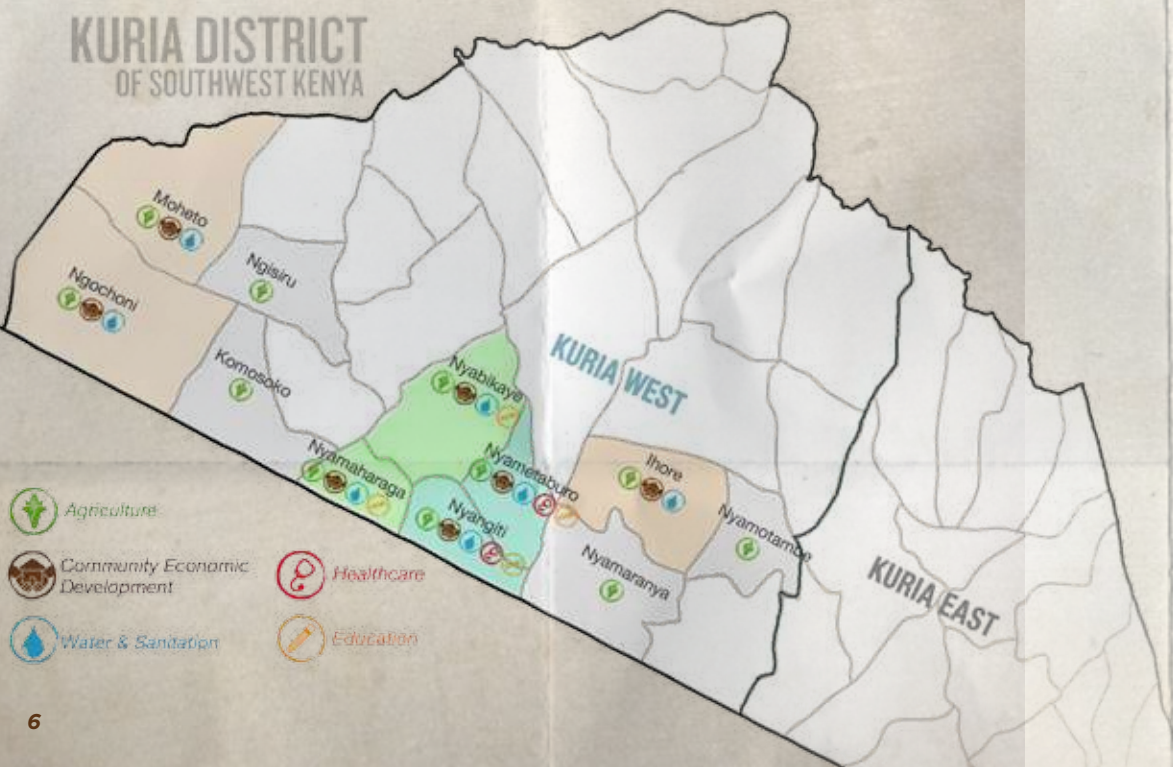 KURIA DISTRICT
OF SOUTHWEST KENYA
Moheto
Ngochoni
Ngisiru
Komosoko
KURIA WEST
Nyabikaye
Nyametaburo
Nyamaharaga
Nyangiti
Ihore
Nyamotambe
Nyamaranya
KURIA EAST
Agriculture
Community Economic
Development
Healthcare
Water & Sanitation
Education
6